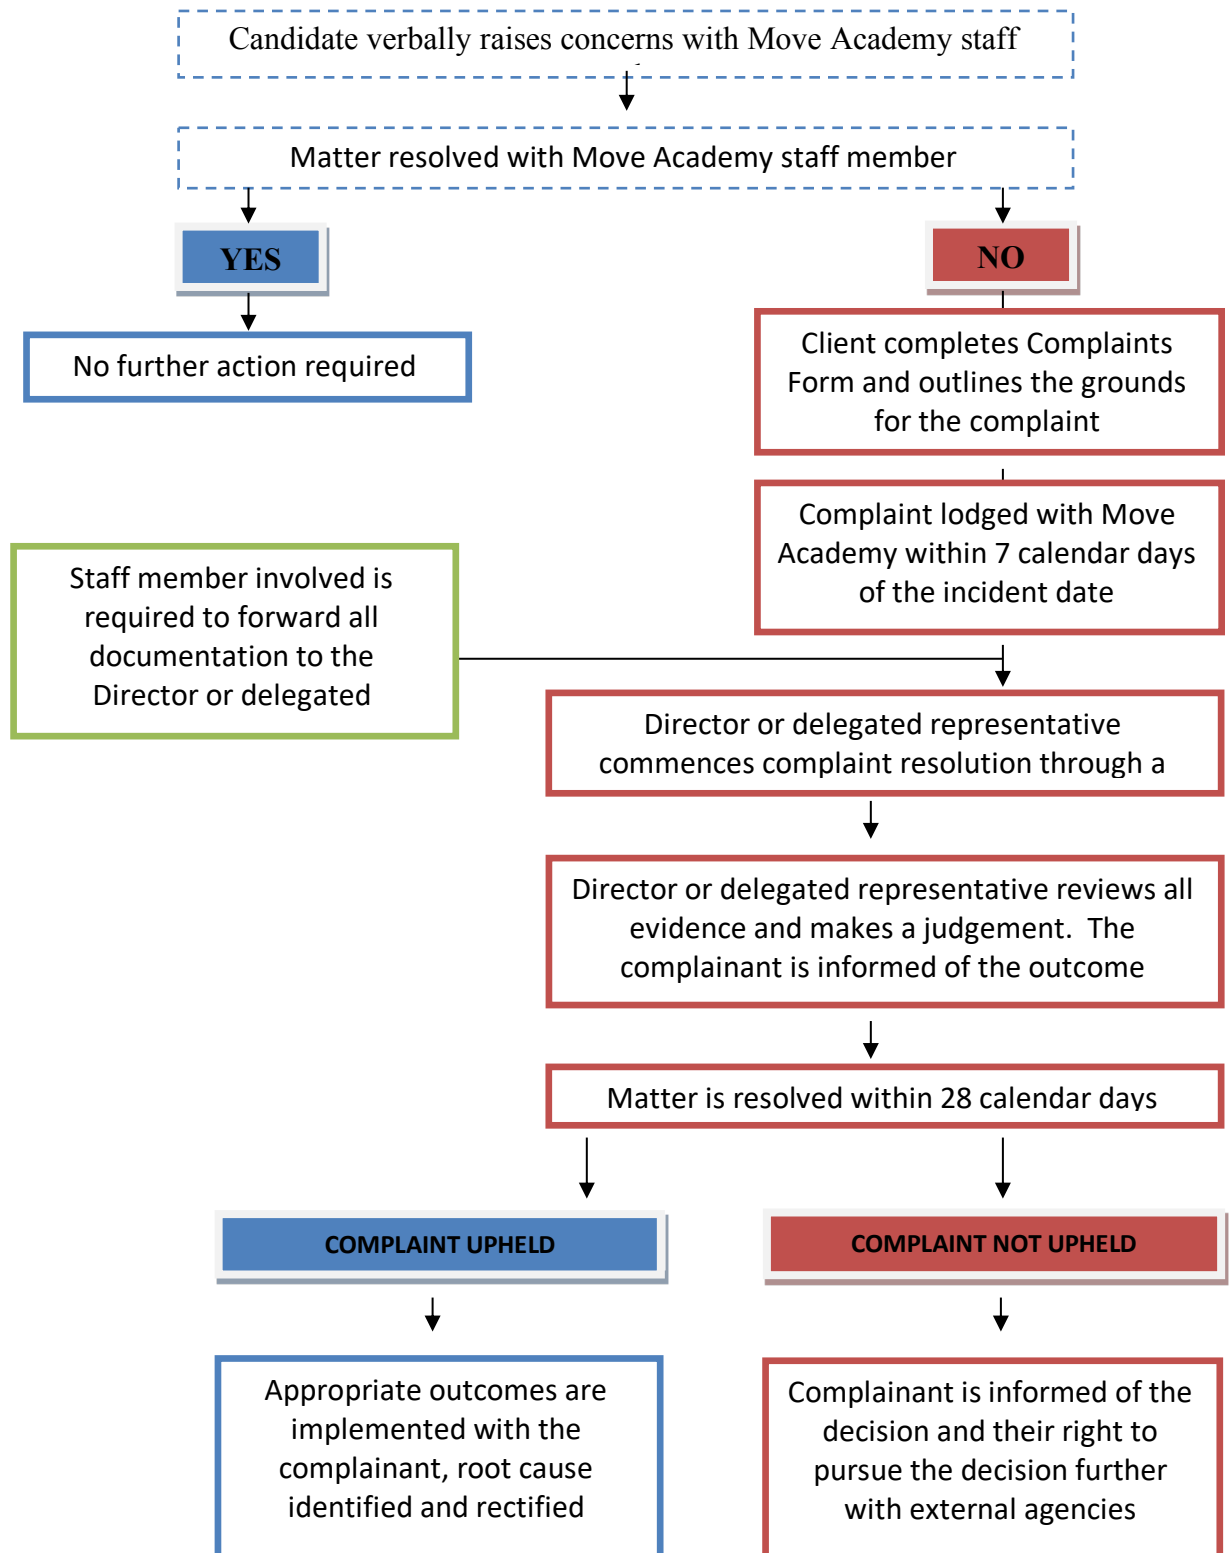 Candidate verbally raises concerns with Move Academy staff
Matter resolved with Move Academy staff member
YES
NO
No further action required
Client completes Complaints
Form and outlines the grounds
for the complaint
Complaint lodged with Move
Academy within 7 calendar days
of the incident date
Staff member involved is
required to forward all
documentation to the
Director or delegated
Director or delegated representative
commences complaint resolution through a
Director or delegated representative reviews all
evidence and makes a judgement.  The
complainant is informed of the outcome
Matter is resolved within 28 calendar days
COMPLAINT UPHELD
COMPLAINT NOT UPHELD
Appropriate outcomes are
implemented with the
complainant, root cause
identified and rectified
Complainant is informed of the
decision and their right to
pursue the decision further
with external agencies